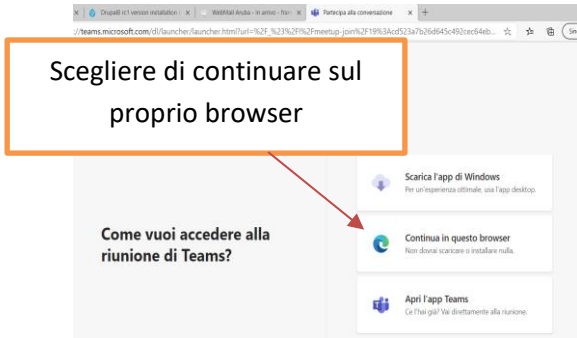 Drupal8 rc1 version installation
WebMail Aruba - In arrivo - fran
Partecipa alla conversazione
://teams.microsoft.com/dl/launcher/launcher.html?url=%2F_%23%2Fl%2Fmeetup-join%2F19%3Acd523a7b26d645c492cec64eb...
Scegliere di continuare sul
proprio browser
Scarica l'app di Windows
Per un'esperienza ottimale, usa l'app desktop.
Come vuoi accedere alla
riunione di Teams?
Continua in questo browser
Non dovrai scaricare o installare nulla.
Apri l'app Teams
Ce l'hai già? Vai direttamente alla riunione.